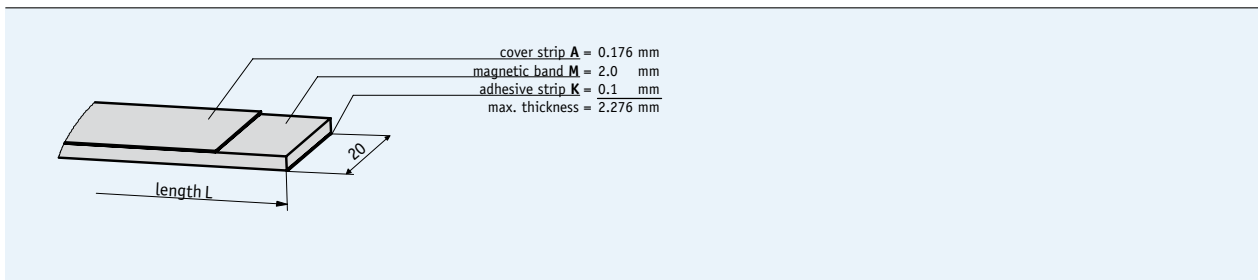 cover strip A = 0.176 mm
magnetic band M = 2.0 mm
adhesive strip K = 0.1 mm
max. thickness = 2.276 mm
20
length L